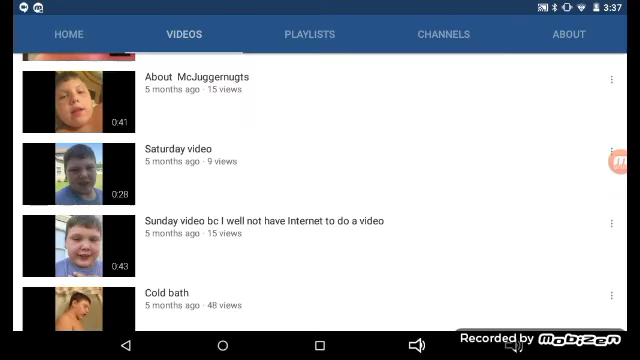 3:37
HOME VIDEOS PLAYLISTS CHANNELS ABOUT
About McJuggernugts
5 months ago · 15 views
0:41
Saturday video
5 months ago · 9 views
0:28
Sunday video bc I well not have Internet to do a video
5 months ago · 15 views
0:43
Cold bath
5 months ago · 48 views
Recorded by Mobizen